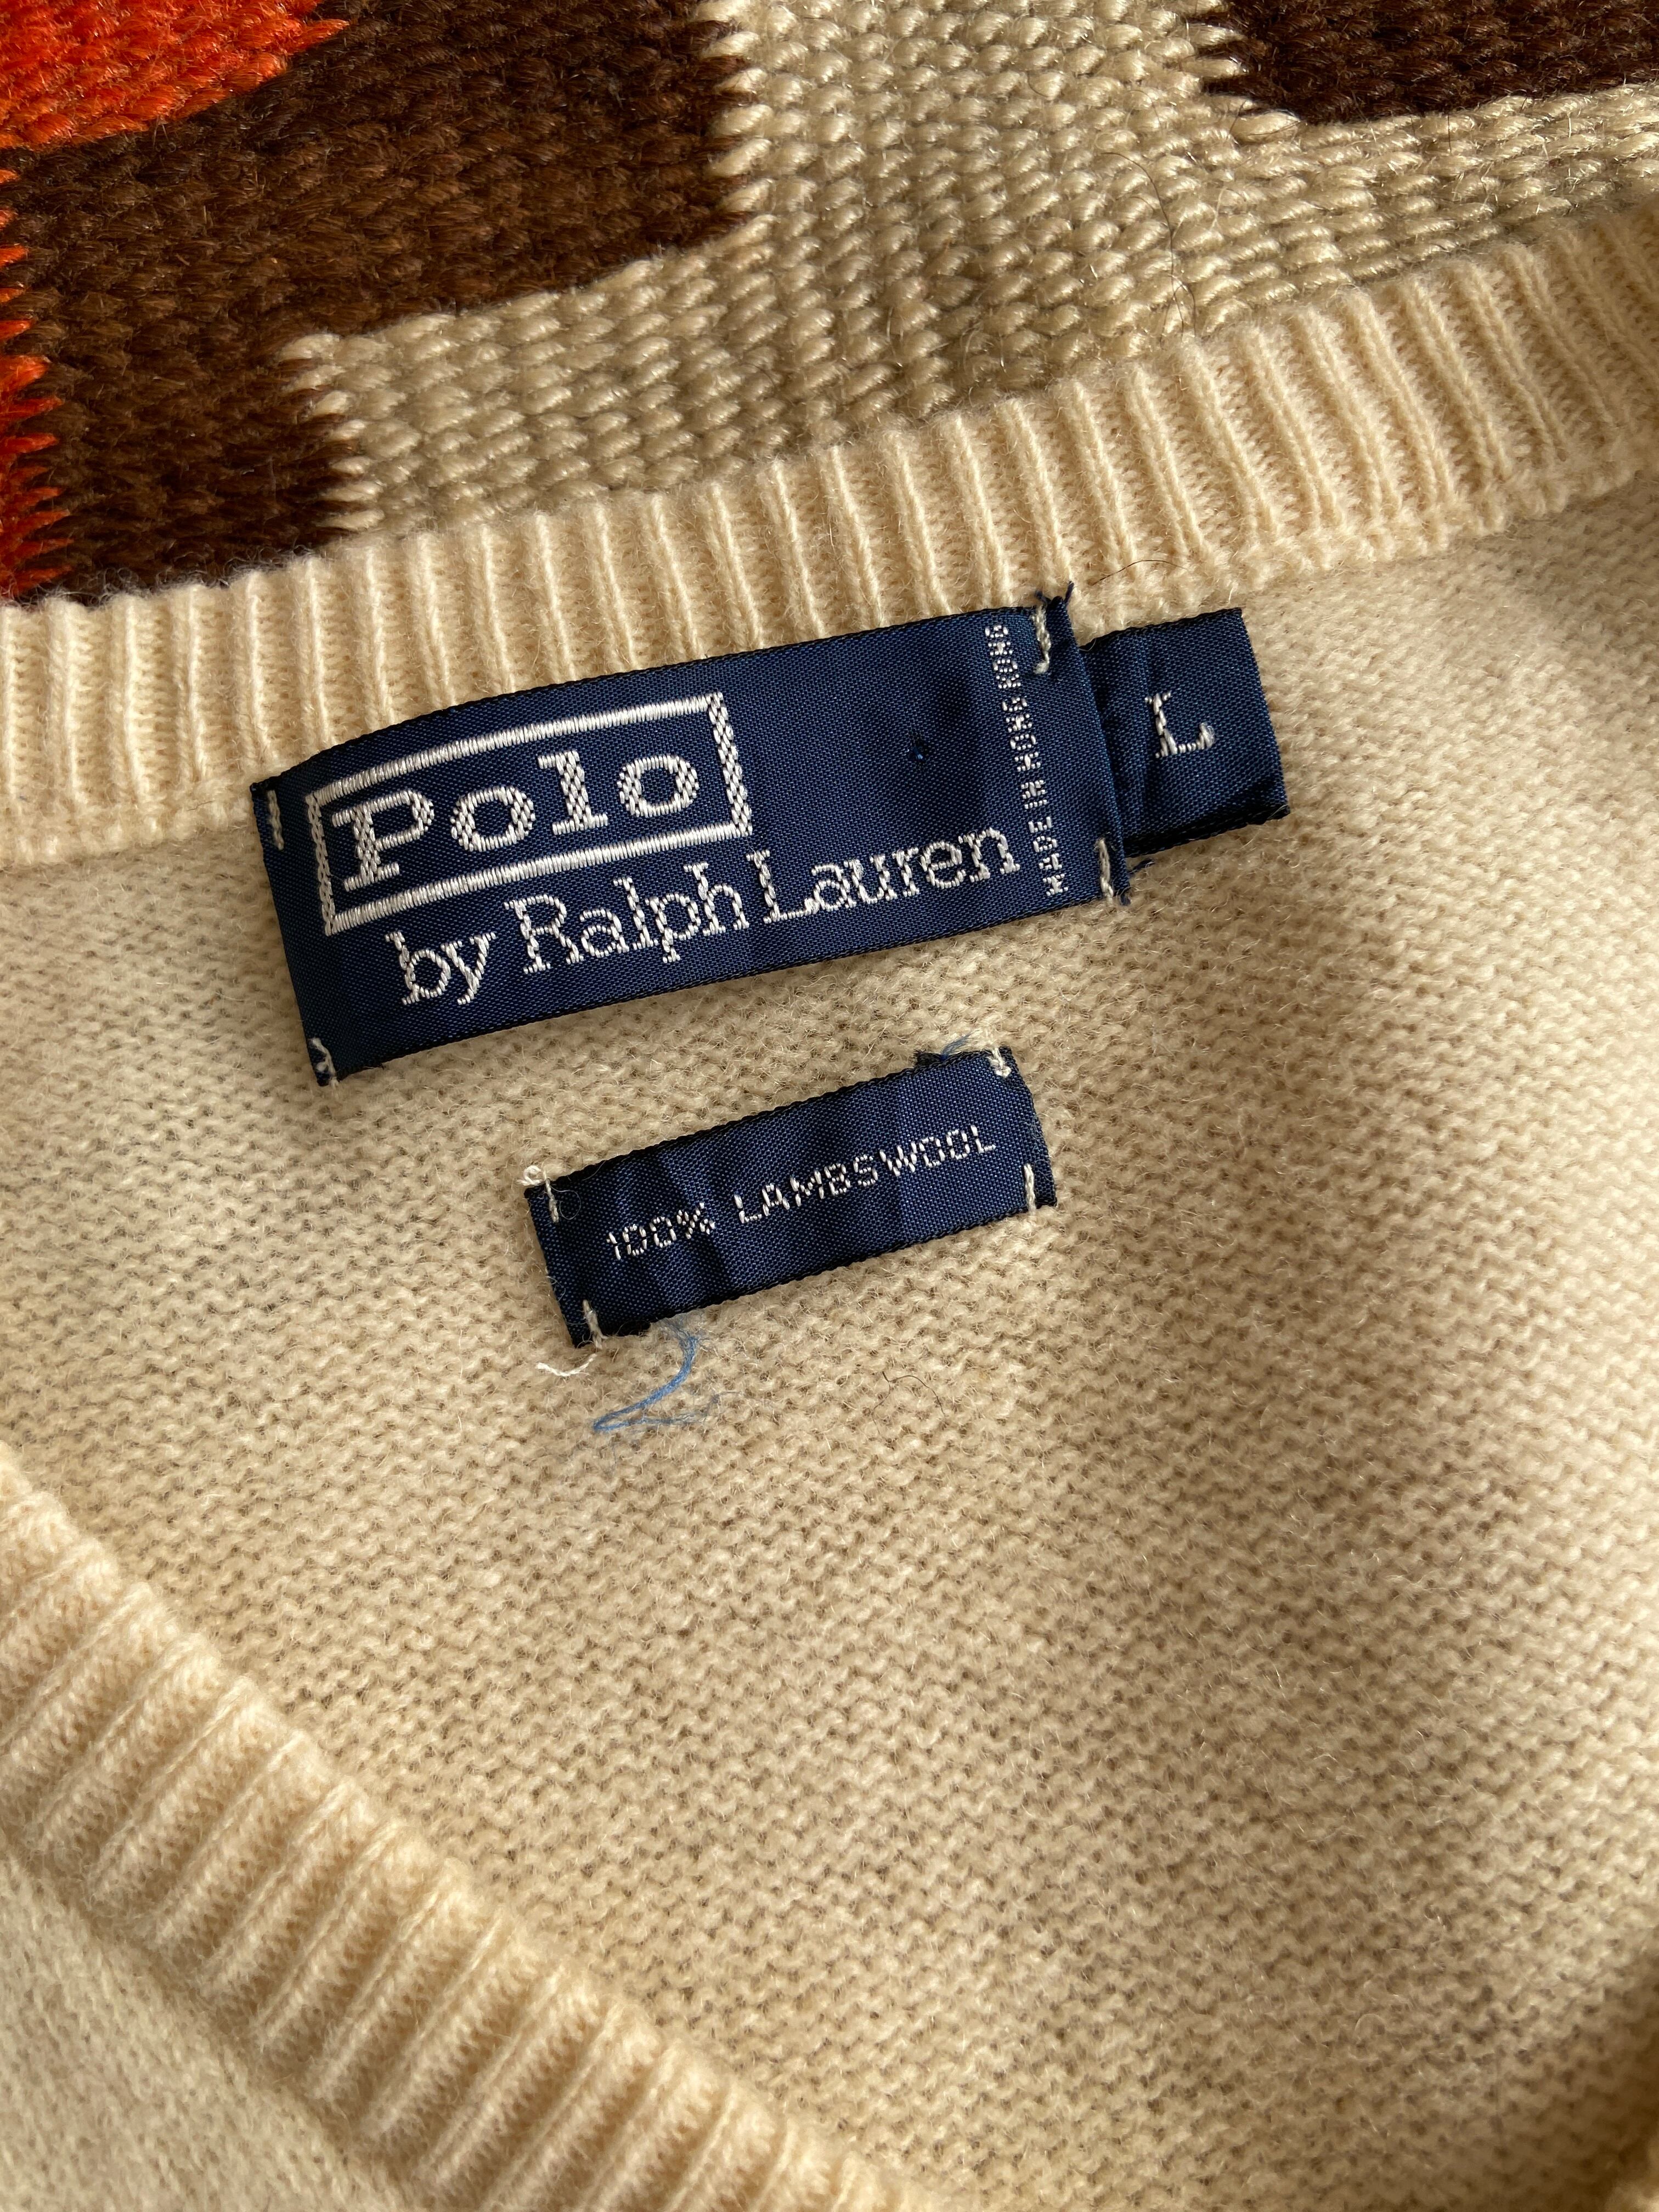 Polo
by Ralph Lauren
MADE IN HONG KONG
L
100% LAMBSWOOL